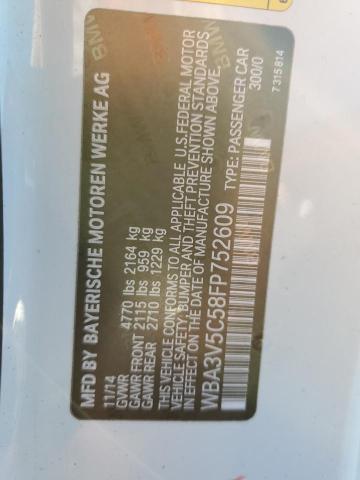 MFD BY BAYERISCHE MOTOREN WERKE AG
11/14
GVWR 4770 lbs 2164 kg
GAWR FRONT 2115 lbs 959 kg
GAWR REAR 2710 lbs 1229 kg
THIS VEHICLE CONFORMS TO ALL APPLICABLE U.S. FEDERAL MOTOR
VEHICLE SAFETY, BUMPER AND THEFT PREVENTION STANDARDS
IN EFFECT ON THE DATE OF MANUFACTURE SHOWN ABOVE.
WBA3V5C58FP752609 TYPE: PASSENGER CAR
300/0
7 315 814
BMW
BMW
BMW